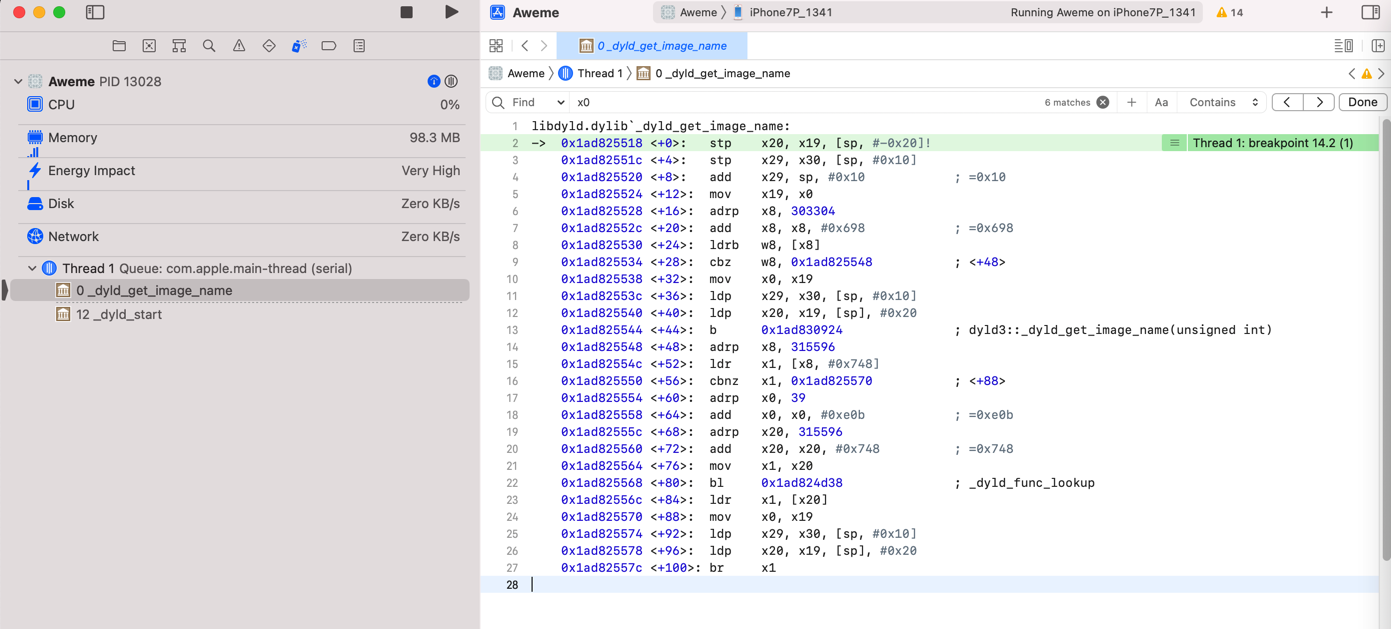 Aweme
Aweme 〉 iPhone7P_1341
Running Aweme on iPhone7P_1341
14
0 _dyld_get_image_name
Aweme PID 13028
Aweme 〉 Thread 1 〉 0 _dyld_get_image_name
CPU 0%
Find x0 6 matches Aa Contains Done
Memory 98.3 MB
Energy Impact Very High
Disk Zero KB/s
Network Zero KB/s
Thread 1 Queue: com.apple.main-thread (serial)
0 _dyld_get_image_name
12 _dyld_start
1 libdyld.dylib`_dyld_get_image_name:
2 -> 0x1ad825518 <+0>: stp x20, x19, [sp, #-0x20]! Thread 1: breakpoint 14.2 (1)
3 0x1ad82551c <+4>: stp x29, x30, [sp, #0x10]
4 0x1ad825520 <+8>: add x29, sp, #0x10 ; =0x10
5 0x1ad825524 <+12>: mov x19, x0
6 0x1ad825528 <+16>: adrp x8, 303304
7 0x1ad82552c <+20>: add x8, x8, #0x698 ; =0x698
8 0x1ad825530 <+24>: ldrb w8, [x8]
9 0x1ad825534 <+28>: cbz w8, 0x1ad825548 ; <+48>
10 0x1ad825538 <+32>: mov x0, x19
11 0x1ad82553c <+36>: ldp x29, x30, [sp, #0x10]
12 0x1ad825540 <+40>: ldp x20, x19, [sp], #0x20
13 0x1ad825544 <+44>: b 0x1ad830924 ; dyld3::_dyld_get_image_name(unsigned int)
14 0x1ad825548 <+48>: adrp x8, 315596
15 0x1ad82554c <+52>: ldr x1, [x8, #0x748]
16 0x1ad825550 <+56>: cbnz x1, 0x1ad825570 ; <+88>
17 0x1ad825554 <+60>: adrp x0, 39
18 0x1ad825558 <+64>: add x0, x0, #0xe0b ; =0xe0b
19 0x1ad82555c <+68>: adrp x20, 315596
20 0x1ad825560 <+72>: add x20, x20, #0x748 ; =0x748
21 0x1ad825564 <+76>: mov x1, x20
22 0x1ad825568 <+80>: bl 0x1ad824d38 ; _dyld_func_lookup
23 0x1ad82556c <+84>: ldr x1, [x20]
24 0x1ad825570 <+88>: mov x0, x19
25 0x1ad825574 <+92>: ldp x29, x30, [sp, #0x10]
26 0x1ad825578 <+96>: ldp x20, x19, [sp], #0x20
27 0x1ad82557c <+100>: br x1
28